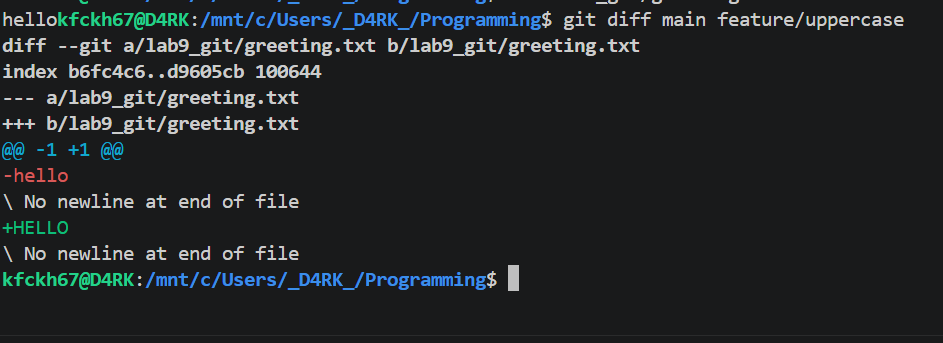 hellokfckh67@D4RK:/mnt/c/Users/_D4RK_/Programming$ git diff main feature/uppercase
diff --git a/lab9_git/greeting.txt b/lab9_git/greeting.txt
index b6fc4c6..d9605cb 100644
--- a/lab9_git/greeting.txt
+++ b/lab9_git/greeting.txt
@@ -1 +1 @@
-hello
\ No newline at end of file
+HELLO
\ No newline at end of file
kfckh67@D4RK:/mnt/c/Users/_D4RK_/Programming$